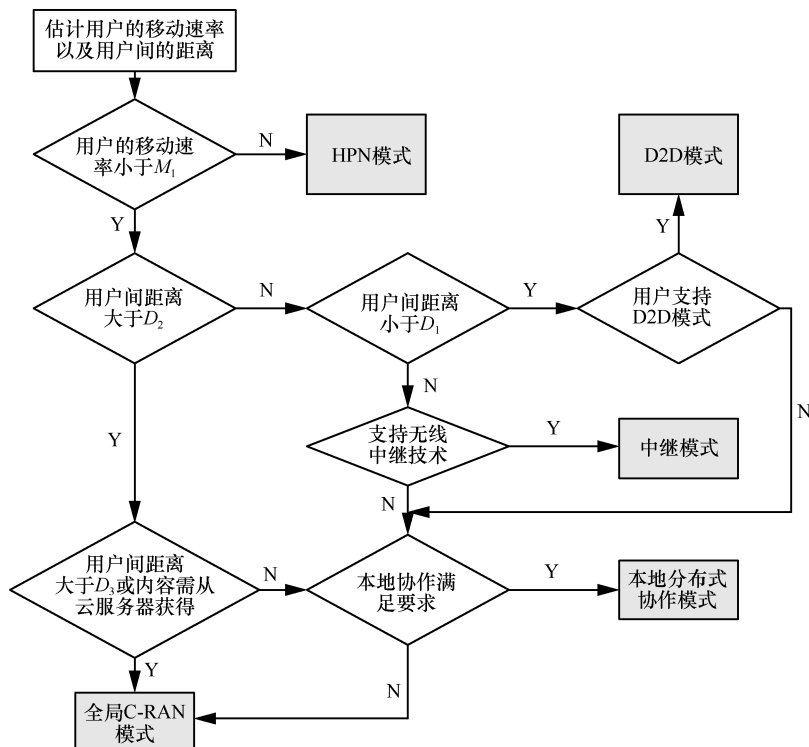 估计用户的移动速率
以及用户间的距离
用户的移动速
率小于M₁
N
HPN模式
D2D模式
Y
Y
用户间距离
大于D₂
N
用户间距离
小于D₁
Y
用户支持
D2D模式
N
N
Y
支持无线
中继技术
Y
中继模式
N
用户间距离
大于D₃或内容需从
云服务器获得
N
本地协作满
足要求
Y
本地分布式
协作模式
Y
N
全局C-RAN
模式